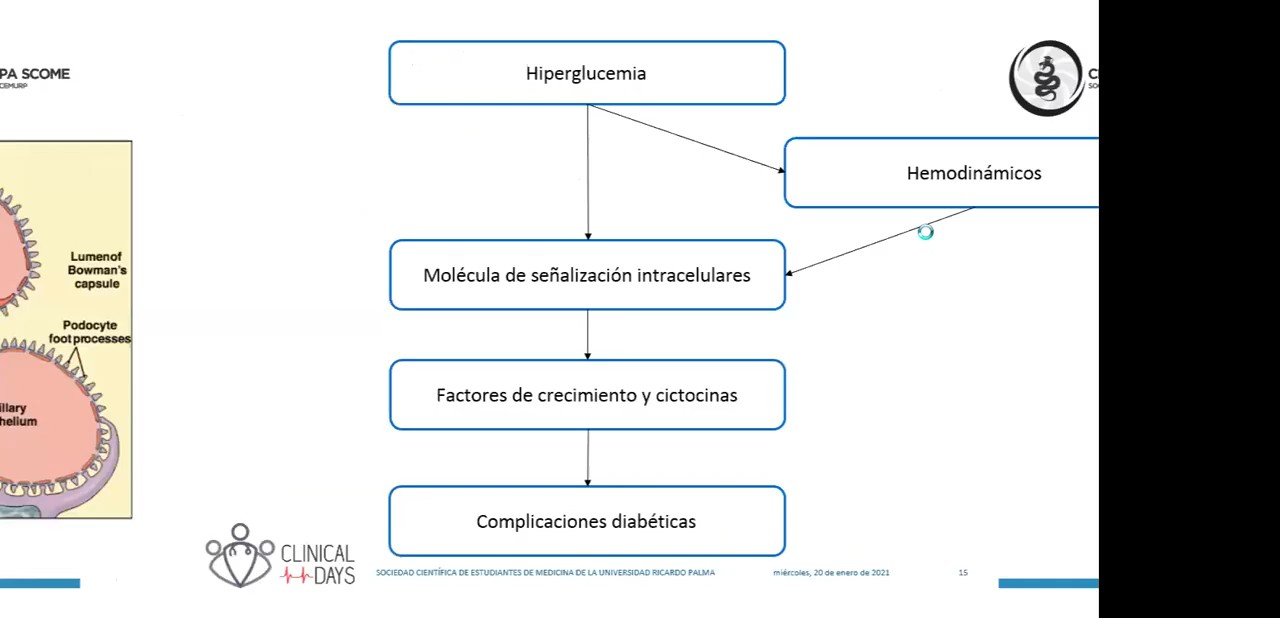 PA SCOME
CEMURP
Hiperglucemia
Hemodinámicos
Lumenof
Bowman's
capsule
Molécula de señalización intracelulares
Podocyte
foot processes
illary
helium
Factores de crecimiento y cictocinas
Complicaciones diabéticas
CLINICAL
DAYS
SOCIEDAD CIENTÍFICA DE ESTUDIANTES DE MEDICINA DE LA UNIVERSIDAD RICARDO PALMA
miércoles, 20 de enero de 2021
15